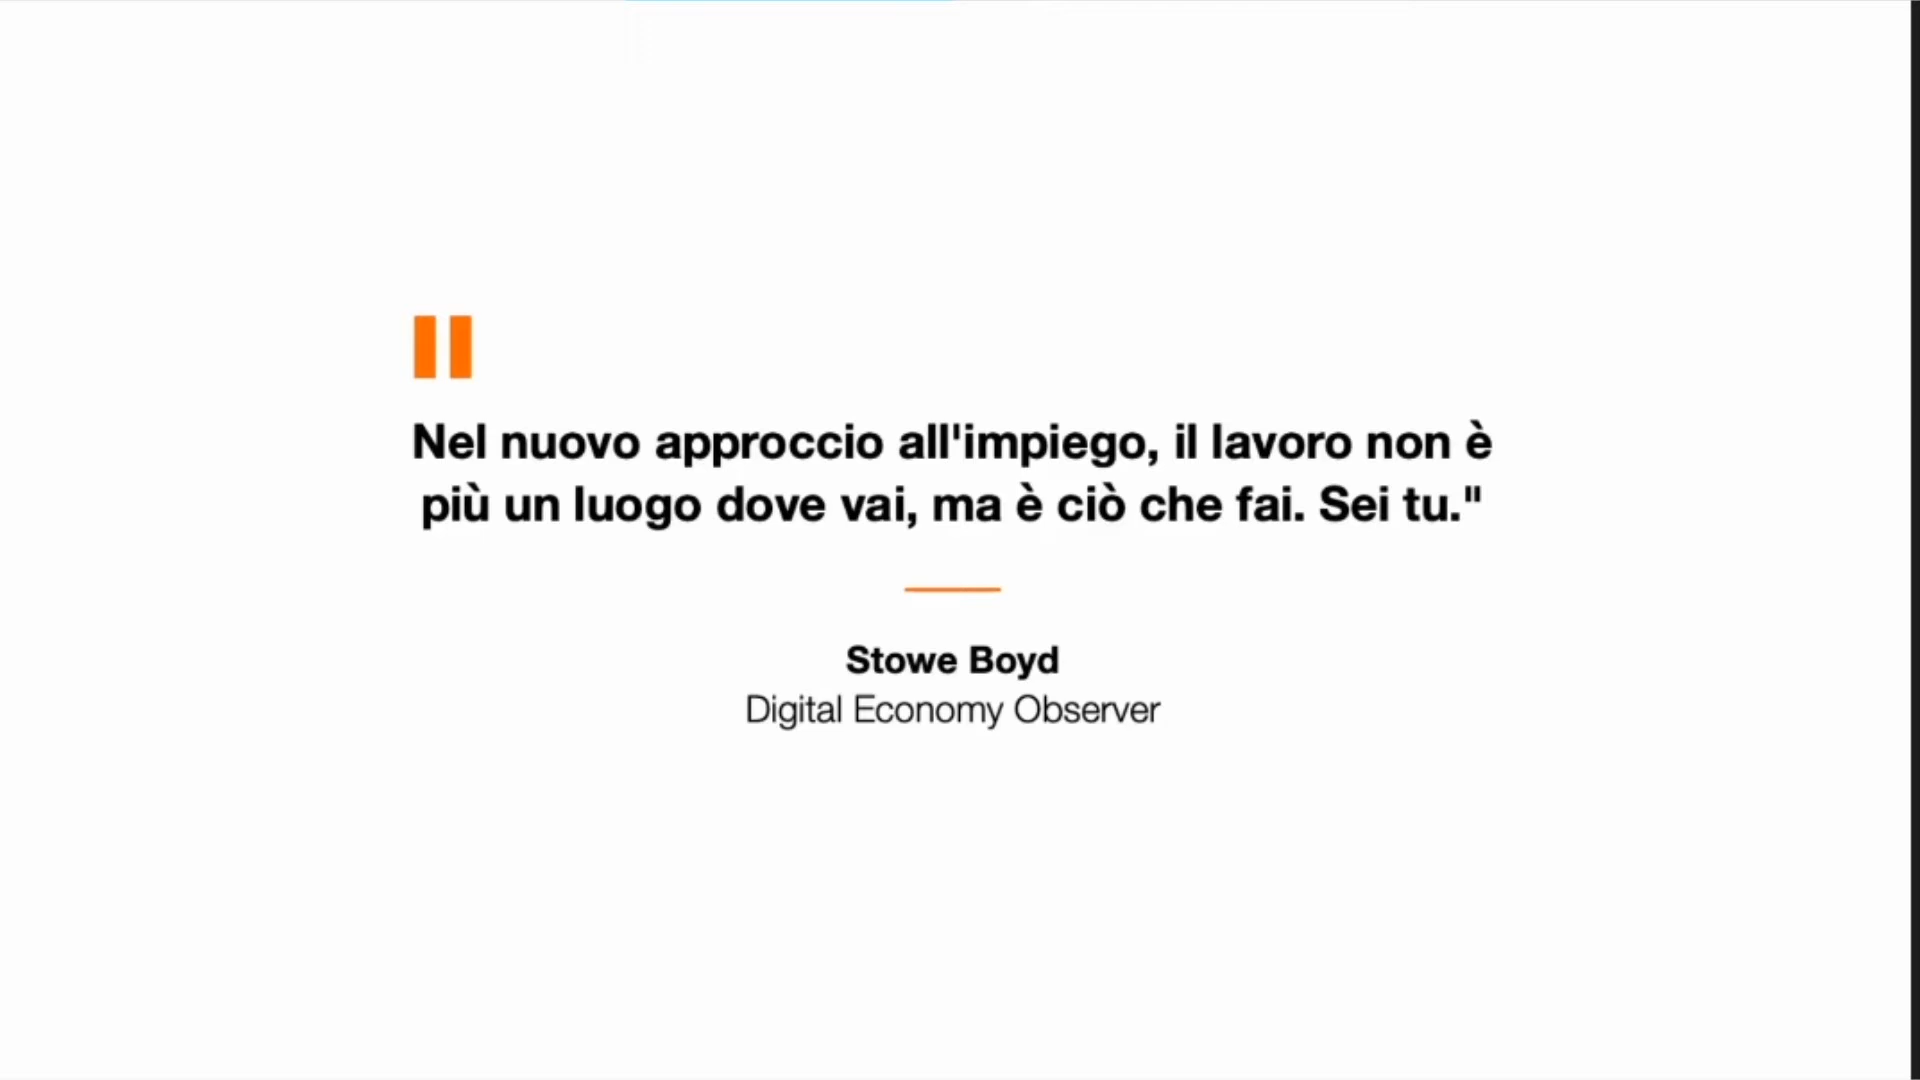 "
Nel nuovo approccio all'impiego, il lavoro non è
più un luogo dove vai, ma è ciò che fai. Sei tu."
Stowe Boyd
Digital Economy Observer